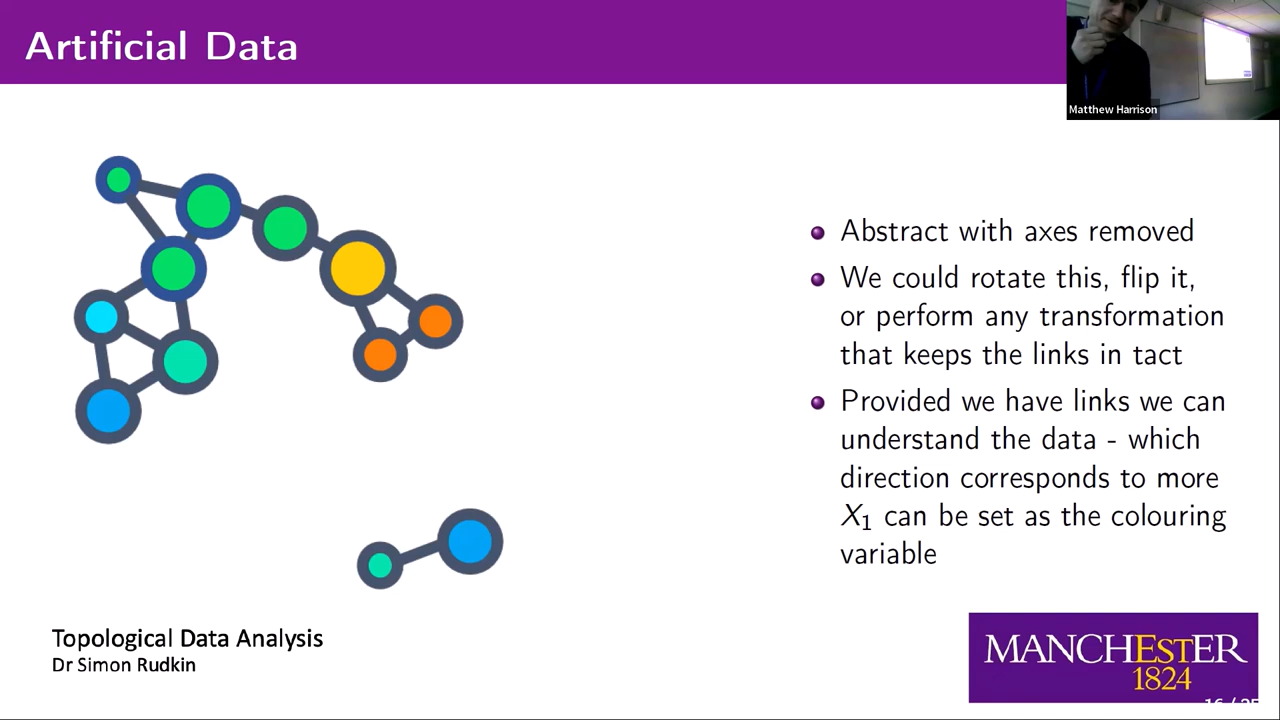 Artificial Data
Matthew Harrison
Abstract with axes removed
We could rotate this, flip it,
or perform any transformation
that keeps the links in tact
Provided we have links we can
understand the data - which
direction corresponds to more
X₁ can be set as the colouring
variable
Topological Data Analysis
Dr Simon Rudkin
MANCHESTER
1824
16 / 25